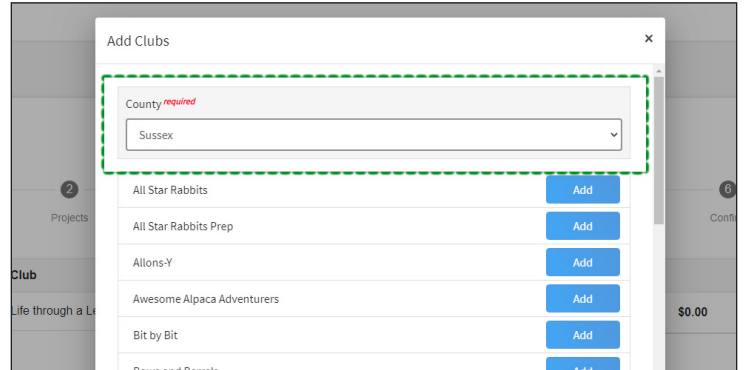 Add Clubs ×
County required
Sussex
All Star Rabbits Add
2 6
Projects
All Star Rabbits Prep Add
Allons-Y Add
Club
Awesome Alpaca Adventurers Add
Life through a $0.00
Bit by Bit Add